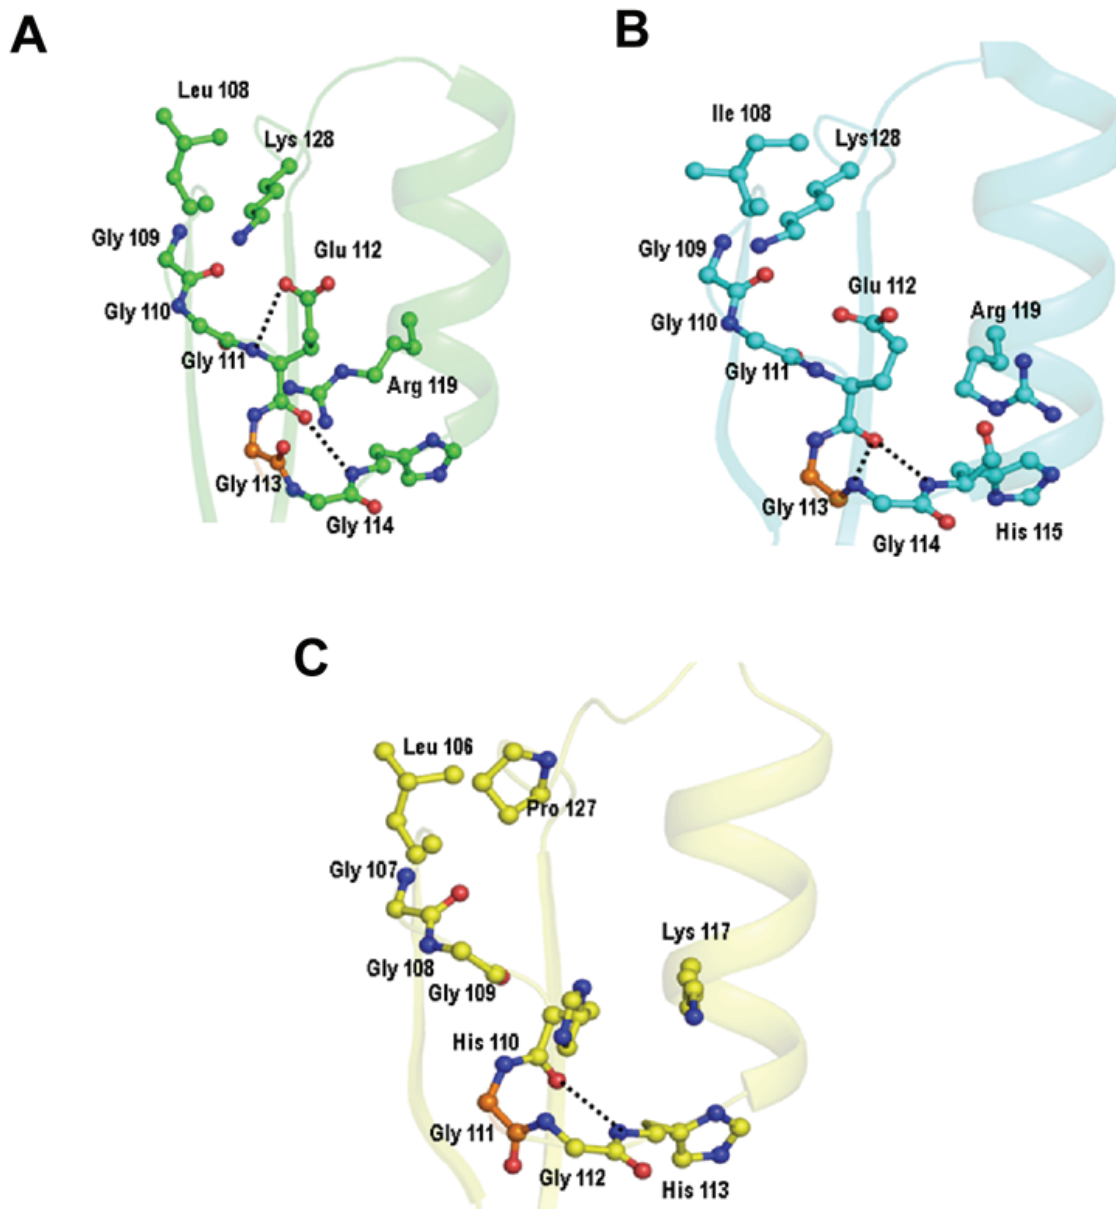 A
Leu 108
Lys 128
Gly 109
Glu 112
Gly 110
Gly 111
Arg 119
Gly 113
Gly 114
B
Ile 108
Lys128
Gly 109
Glu 112
Gly 110
Arg 119
Gly 111
Gly 113
Gly 114
His 115
C
Leu 106
Pro 127
Gly 107
Lys 117
Gly 108
Gly 109
His 110
Gly 111
Gly 112
His 113